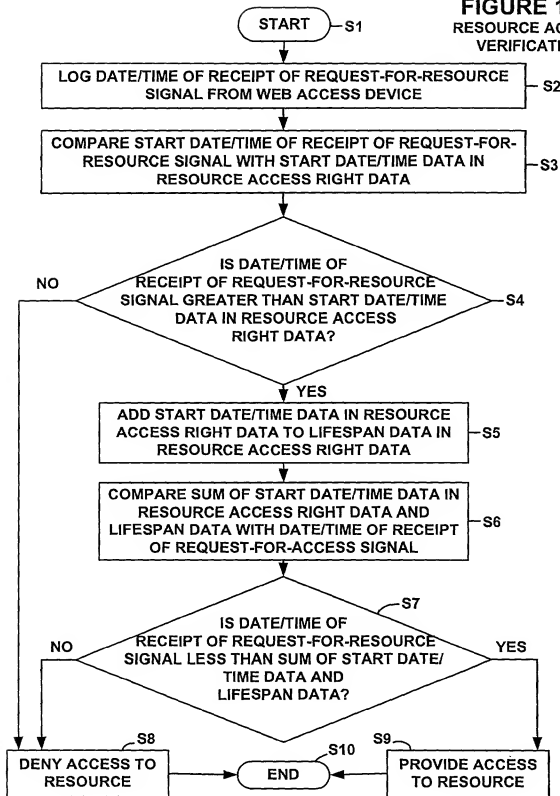 FIGURE 1
RESOURCE AC
VERIFICATI
START
S1
LOG DATE/TIME OF RECEIPT OF REQUEST-FOR-RESOURCE
SIGNAL FROM WEB ACCESS DEVICE
S2
COMPARE START DATE/TIME OF RECEIPT OF REQUEST-FOR-
RESOURCE SIGNAL WITH START DATE/TIME DATA IN
RESOURCE ACCESS RIGHT DATA
S3
IS DATE/TIME OF
RECEIPT OF REQUEST-FOR-RESOURCE
SIGNAL GREATER THAN START DATE/TIME
DATA IN RESOURCE ACCESS
RIGHT DATA?
S4
NO
YES
ADD START DATE/TIME DATA IN RESOURCE
ACCESS RIGHT DATA TO LIFESPAN DATA IN
RESOURCE ACCESS RIGHT DATA
S5
COMPARE SUM OF START DATE/TIME DATA IN
RESOURCE ACCESS RIGHT DATA AND
LIFESPAN DATA WITH DATE/TIME OF RECEIPT
OF REQUEST-FOR-ACCESS SIGNAL
S6
S7
IS DATE/TIME OF
RECEIPT OF REQUEST-FOR-RESOURCE
SIGNAL LESS THAN SUM OF START DATE/
TIME DATA AND
LIFESPAN DATA?
NO
YES
S8
DENY ACCESS TO
RESOURCE
S10
END
S9
PROVIDE ACCESS
TO RESOURCE